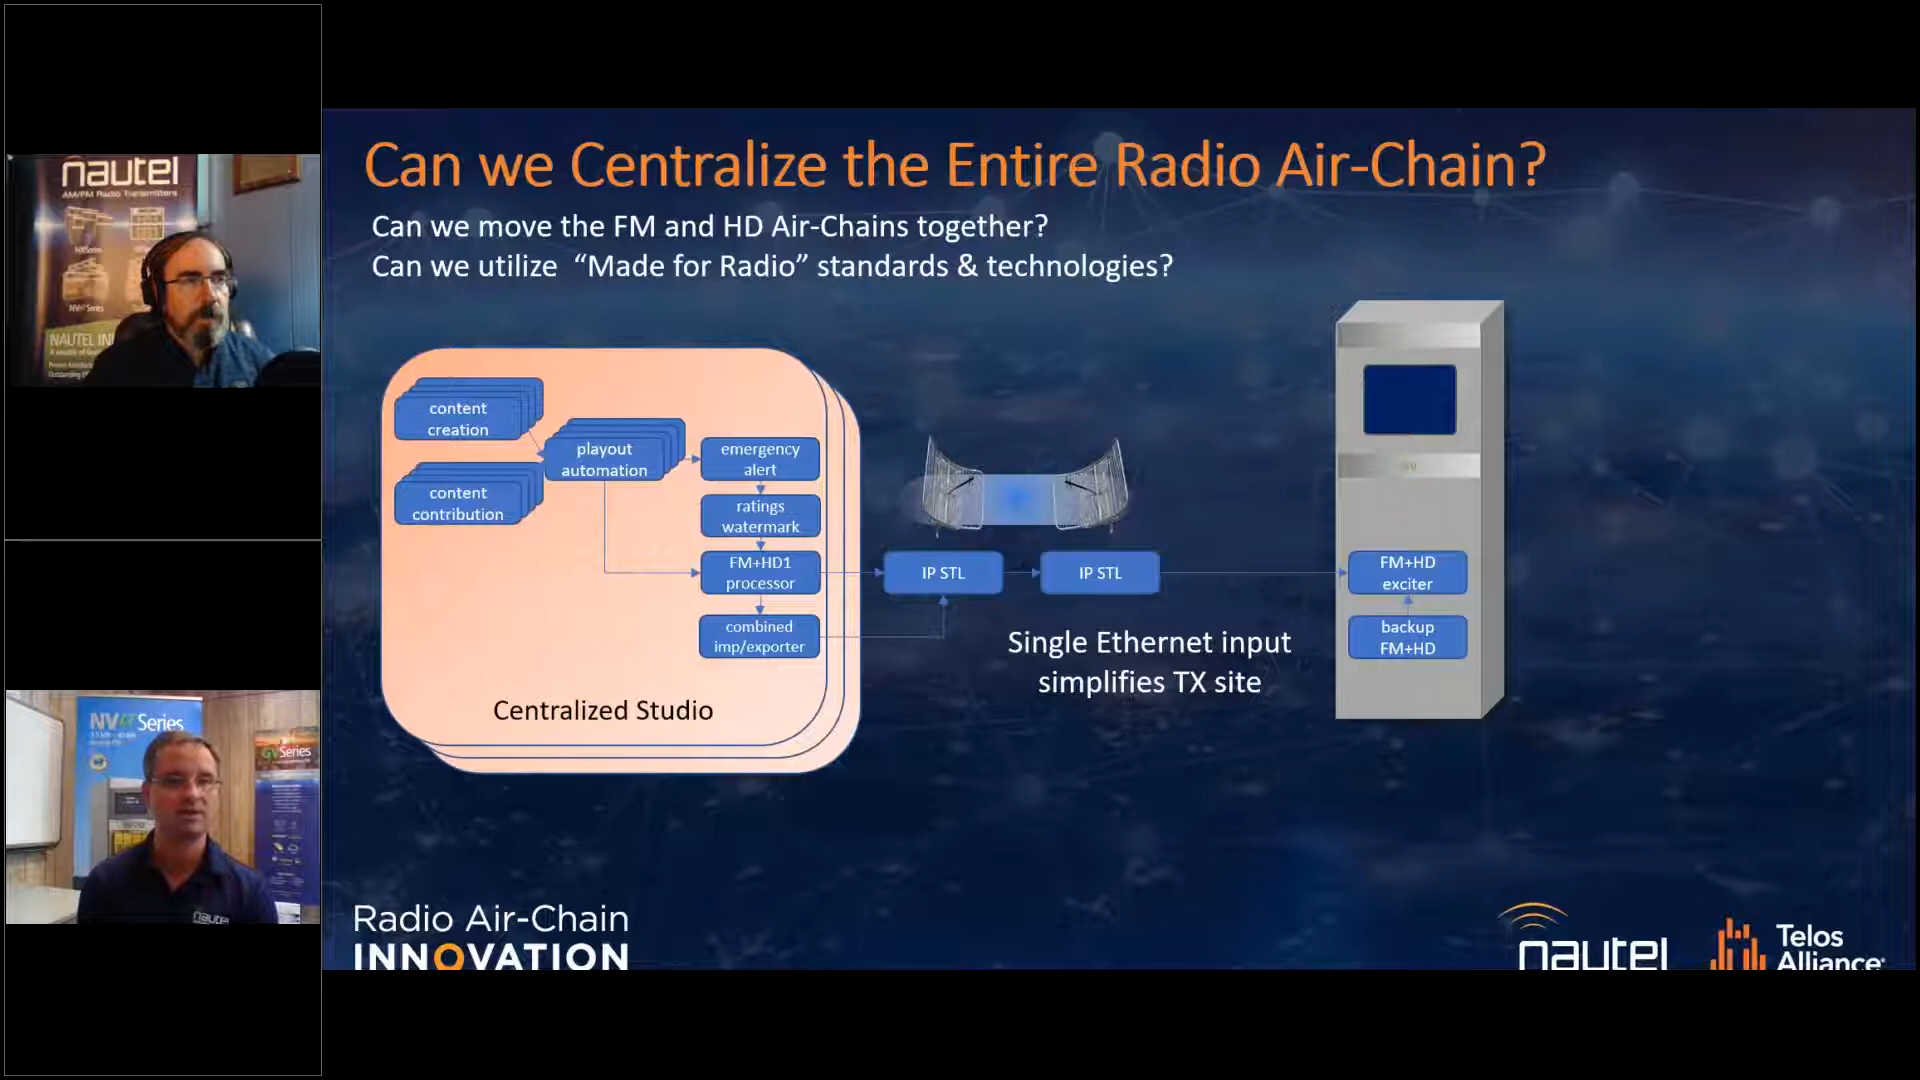 nautel
AM/FM Radio Transmitters
NAUTEL IN
NV Series
Series
nautel
Can we Centralize the Entire Radio Air-Chain?
Can we move the FM and HD Air-Chains together?
Can we utilize “Made for Radio” standards & technologies?
content
creation
content
contribution
playout
automation
emergency
alert
ratings
watermark
FM+HD1
processor
combined
imp/exporter
Centralized Studio
IP STL
IP STL
Single Ethernet input
simplifies TX site
FM+HD
exciter
backup
FM+HD
Radio Air-Chain
INNOVATION
nautel
Telos
Alliance